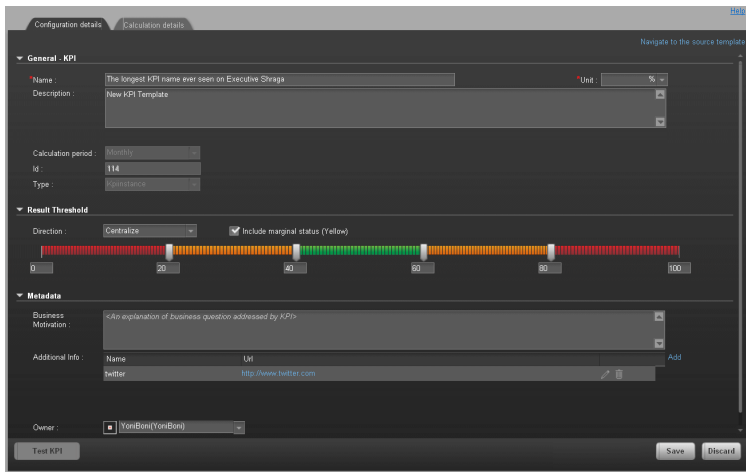 Help
Configuration details Calculation details
Navigate to the source template
General - KPI
*Name : The longest KPI name ever seen on Executive Shraga *Unit : %
Description : New KPI Template
Calculation period : Monthly
Id : 114
Type : KpiInstance
Result Threshold
Direction : Centralize Include marginal status (Yellow)
0 20 40 60 80 100
Metadata
Business
Motivation : <An explanation of business question addressed by KPI>
Additional Info : Name Url Add
twitter http://www.twitter.com
Owner : YoniBoni(YoniBoni)
Test KPI Save Discard